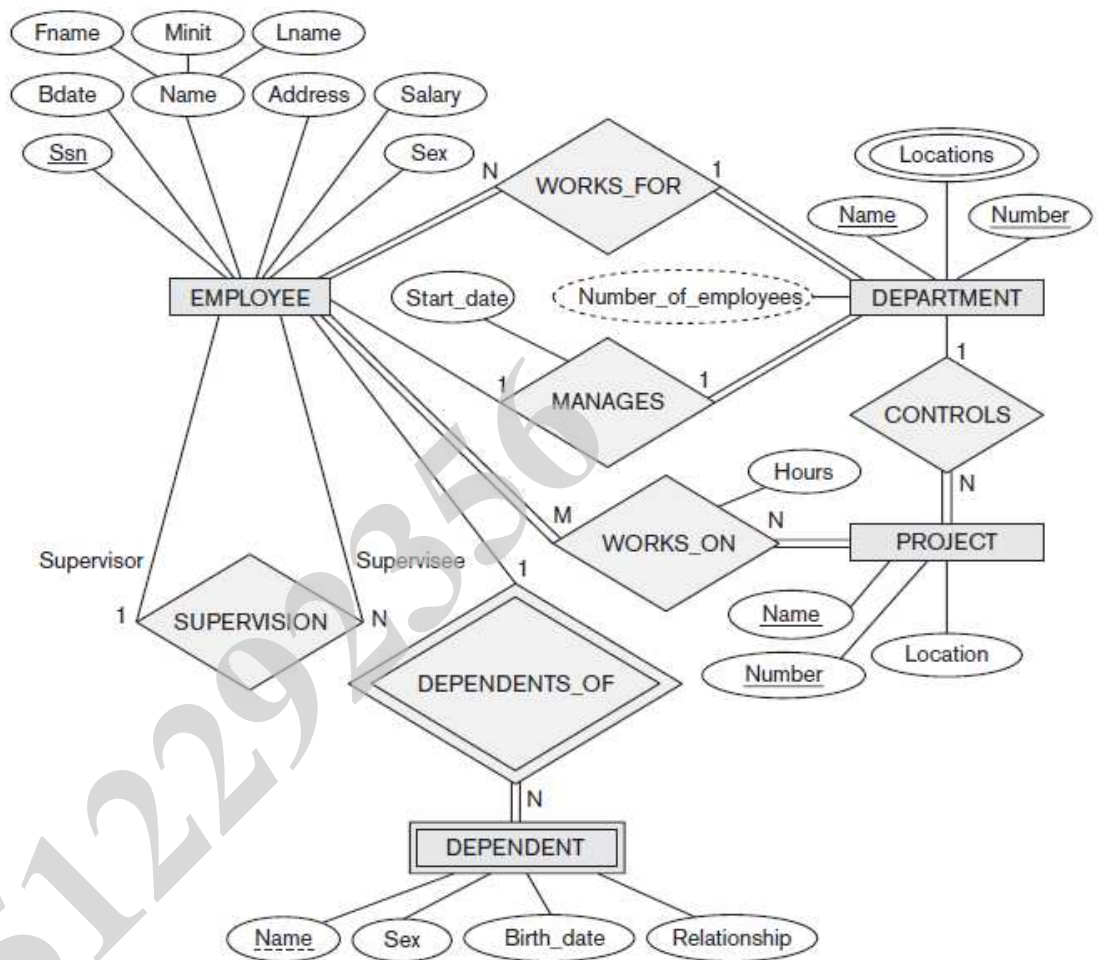 Fname Minit Lname
Bdate Name Address Salary
Ssn Sex
N WORKS_FOR 1
Locations
Name Number
EMPLOYEE Start_date Number_of_employees DEPARTMENT
1 MANAGES 1
1
CONTROLS
N
Hours
M WORKS_ON N
PROJECT
Supervisor Supervisee
1 SUPERVISION N
1
Name
Number
Location
DEPENDENTS_OF
N
DEPENDENT
Name Sex Birth_date Relationship